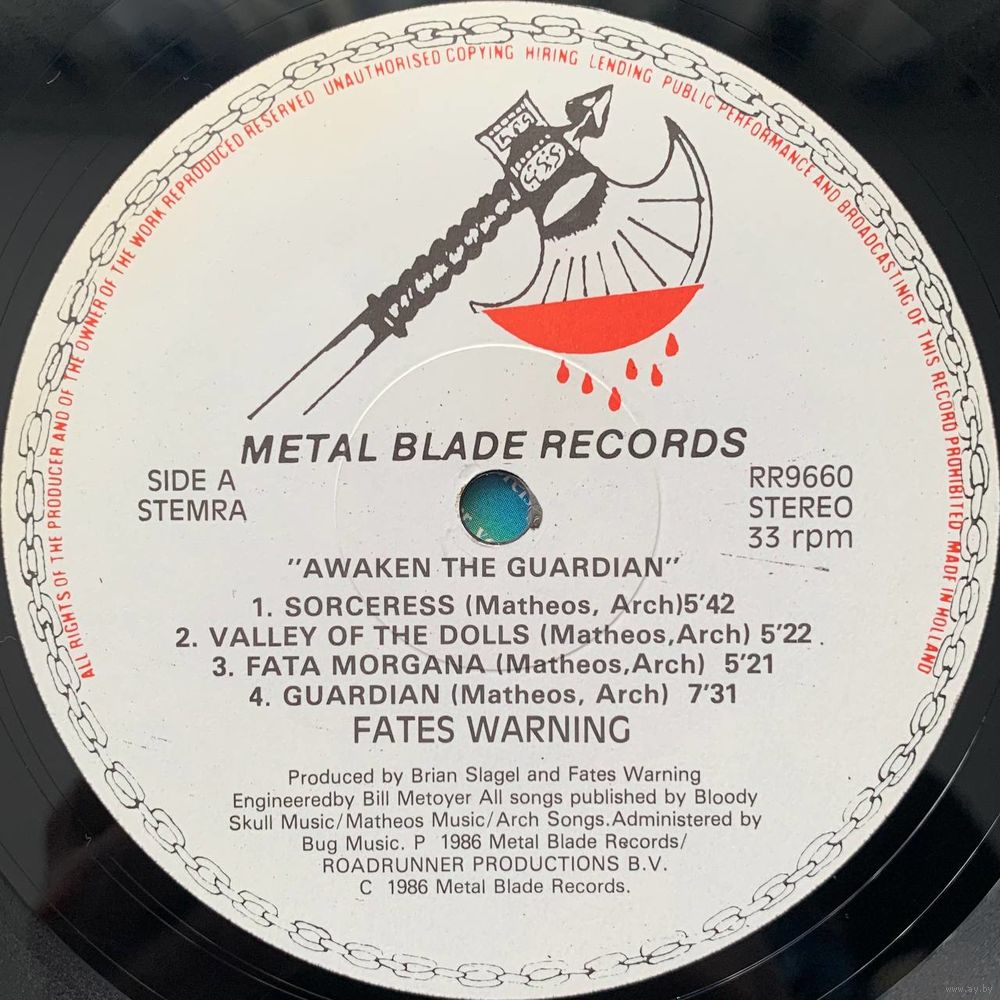 ALL RIGHTS OF THE PRODUCER AND OF THE OWNER OF THE WORK REPRODUCED RESERVED UNAUTHORISED COPYING HIRING LENDING PUBLIC PERFORMANCE AND BROADCASTING OF THIS RECORD PROHIBITED MADE IN HOLLAND
METAL BLADE RECORDS
SIDE A
STEMRA
RR9660
STEREO
33 rpm
"AWAKEN THE GUARDIAN"
1. SORCERESS (Matheos, Arch)5'42
2. VALLEY OF THE DOLLS (Matheos,Arch) 5'22 .
3. FATA MORGANA (Matheos,Arch) 5'21
4. GUARDIAN (Matheos, Arch) 7'31
FATES WARNING
Produced by Brian Slagel and Fates Warning
Engineeredby Bill Metoyer All songs published by Bloody
Skull Music/Matheos Music/Arch Songs.Administered by
Bug Music. P 1986 Metal Blade Records/
ROADRUNNER PRODUCTIONS B.V.
C 1986 Metal Blade Records.
www.ay.by